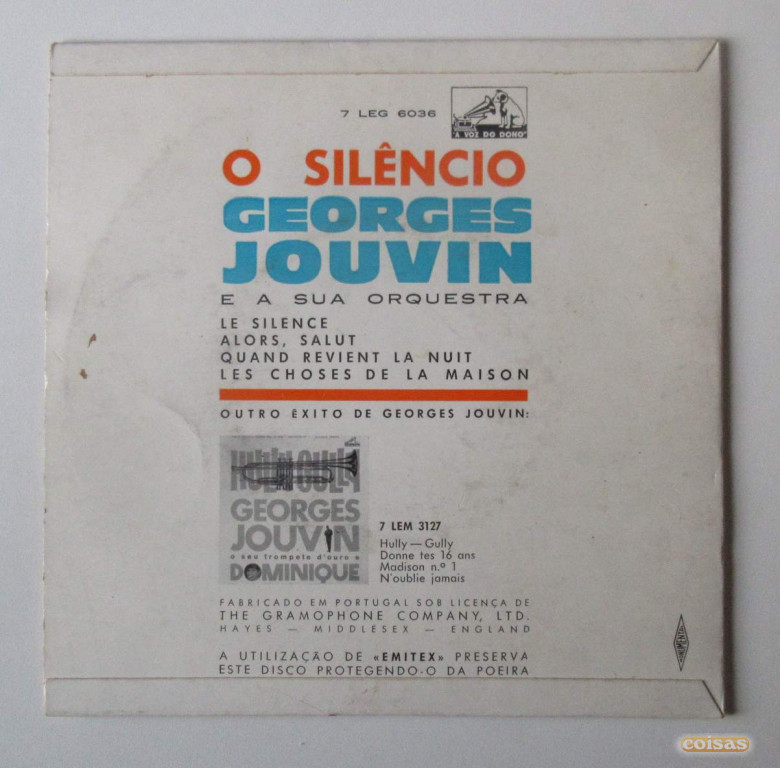 7 LEG 6036
"A VOZ DO DONO"
O SILÊNCIO
GEORGES
JOUVIN
E A SUA ORQUESTRA
LE SILENCE
ALORS, SALUT
QUAND REVIENT LA NUIT
LES CHOSES DE LA MAISON
OUTRO ÊXITO DE GEORGES JOUVIN:
HULLY GULLY
GEORGES
JOUVIN
o seu trompete d'ouro e
DOMINIQUE
7 LEM 3127
Hully — Gully
Donne tes 16 ans
Madison n.º 1
N'oublie jamais
FABRICADO EM PORTUGAL SOB LICENÇA DE
THE GRAMOPHONE COMPANY, LTD.
HAYES — MIDDLESEX — ENGLAND
A UTILIZAÇÃO DE «EMITEX» PRESERVA
ESTE DISCO PROTEGENDO-O DA POEIRA
coisas